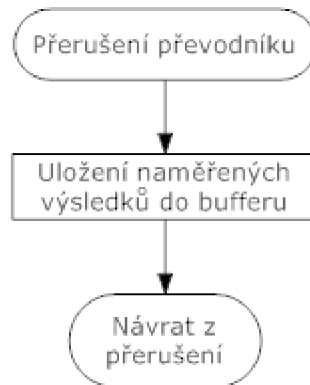 Přerušení převodníku
Uložení naměřených
výsledků do bufferu
Návrat z
přerušení